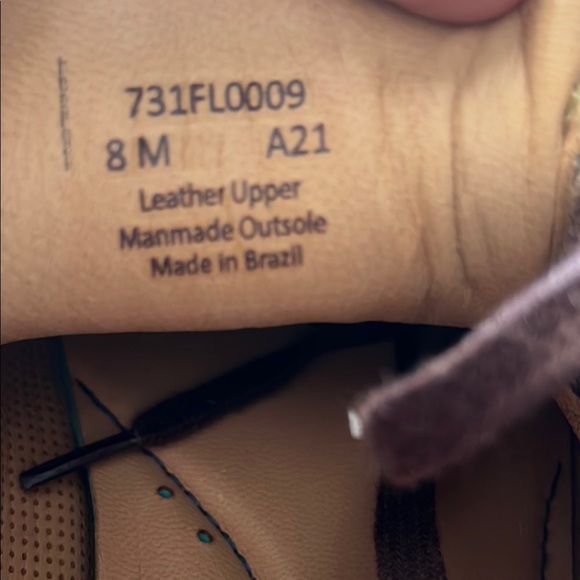 731FL0009
8 M A21
Leather Upper
Manmade Outsole
Made in Brazil